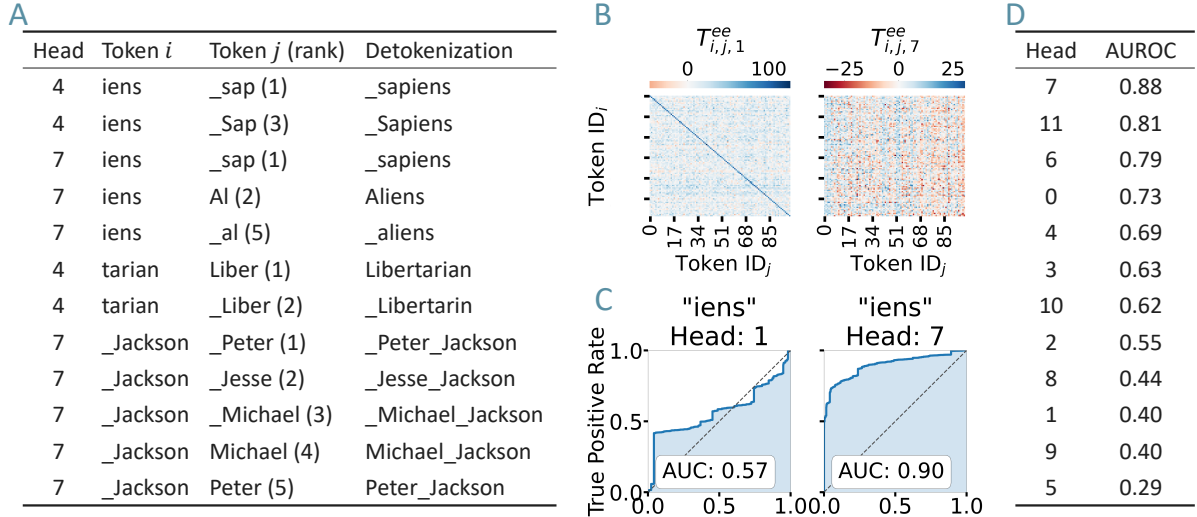 A
Head Token i Token j (rank) Detokenization
4 iens _sap (1) _sapiens
4 iens _Sap (3) _Sapiens
7 iens _sap (1) _sapiens
7 iens Al (2) Aliens
7 iens _al (5) _aliens
4 tarian Liber (1) Libertarian
4 tarian _Liber (2) _Libertarin
7 _Jackson _Peter (1) _Peter_Jackson
7 _Jackson _Jesse (2) _Jesse_Jackson
7 _Jackson _Michael (3) _Michael_Jackson
7 _Jackson Michael (4) Michael_Jackson
7 _Jackson Peter (5) Peter_Jackson
B
T^{ee}_{i,j,1} T^{ee}_{i,j,7}
0 100 −25 0 25
Token ID_i
0 17 34 51 68 85 0 17 34 51 68 85
Token ID_j Token ID_j
C
"iens" "iens"
Head: 1 Head: 7
True Positive Rate
1.0
0.5
0.0
AUC: 0.57 AUC: 0.90
0.0 0.5 1.0 0.0 0.5 1.0
D
Head AUROC
7 0.88
11 0.81
6 0.79
0 0.73
4 0.69
3 0.63
10 0.62
2 0.55
8 0.44
1 0.40
9 0.40
5 0.29